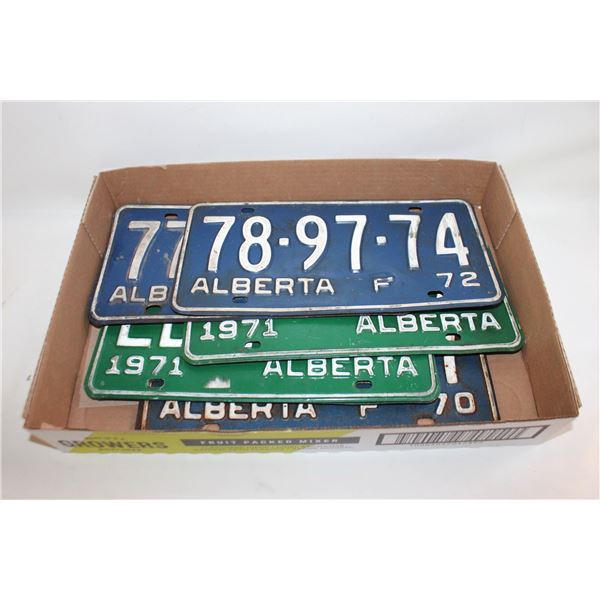 77
ALB
78-97-74
ALBERTA F 72
1971 ALBERTA
LL
1971 ALBERTA
ALBERTA F 70
GROWERS
FRUIT PACKED MIXER